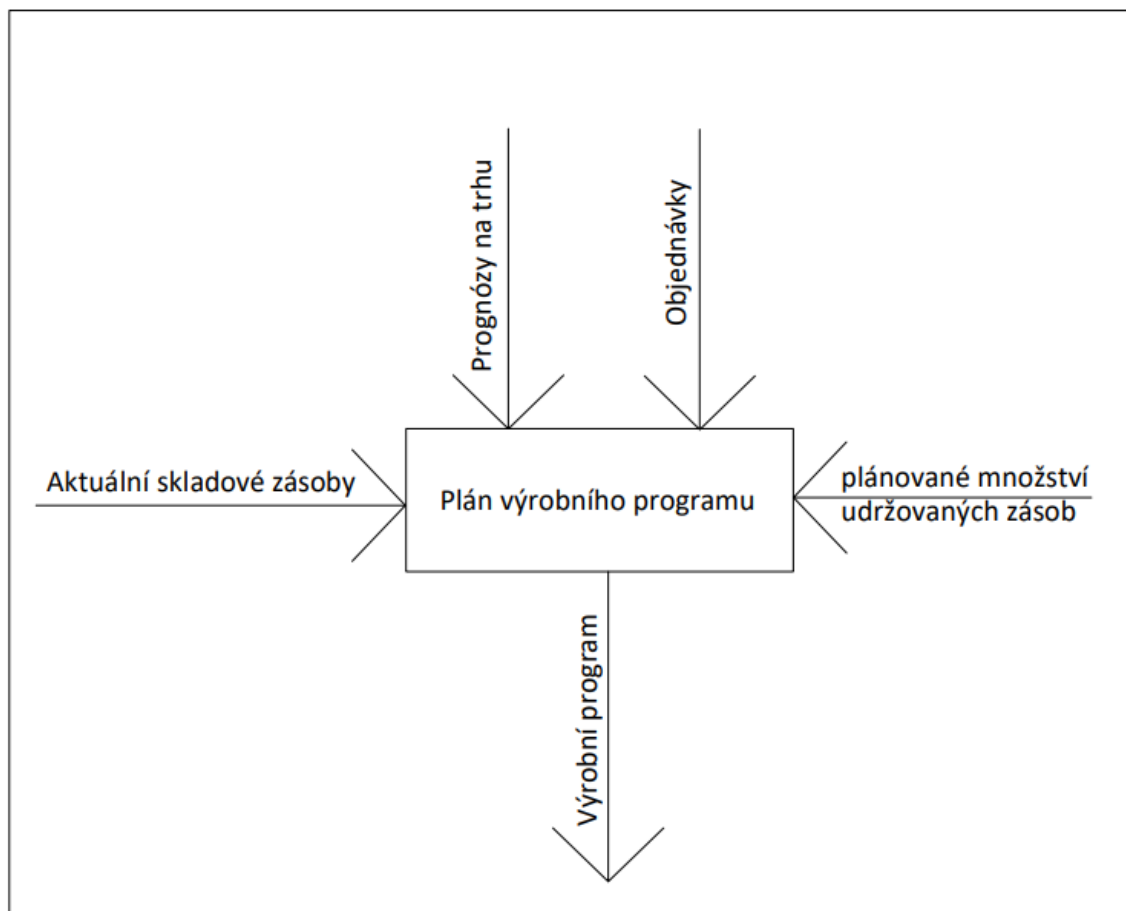 Prognózy na trhu
Objednávky
Aktuální skladové zásoby
Plán výrobního programu
plánované množství
udržovaných zásob
Výrobní program